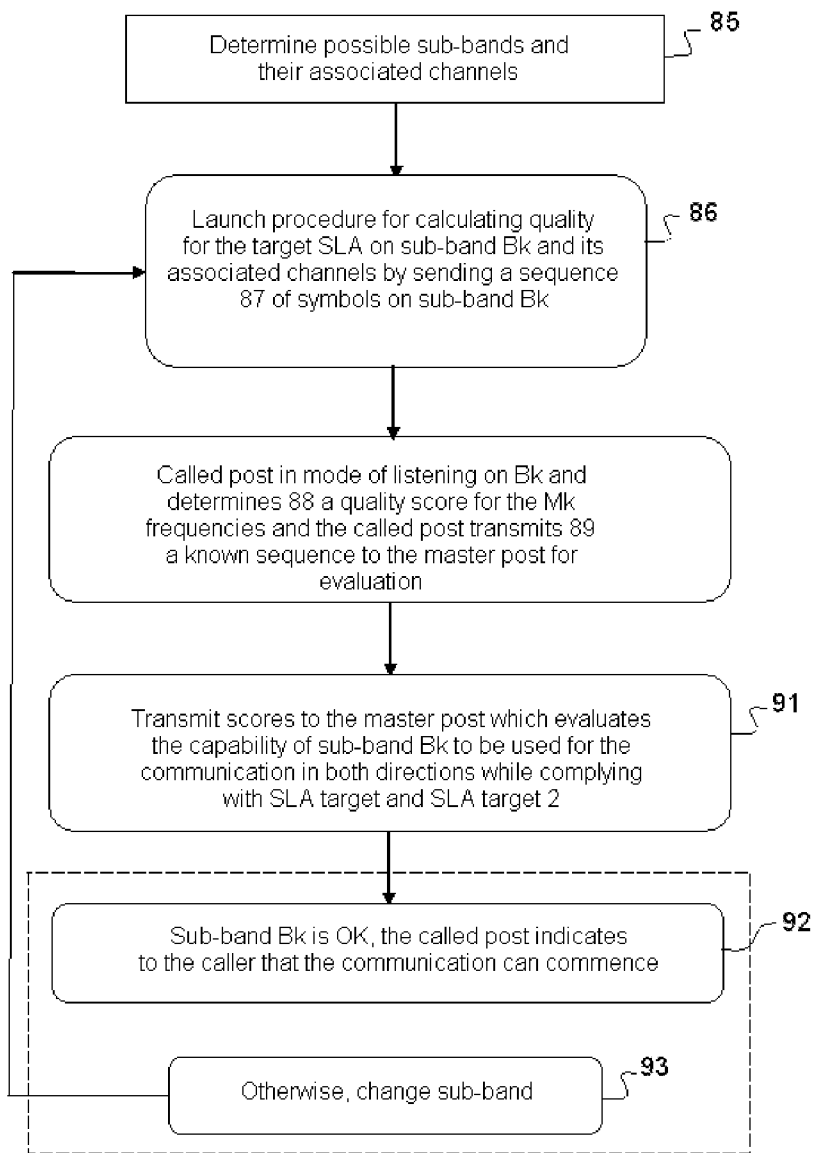 Determine possible sub-bands and
their associated channels
85
Launch procedure for calculating quality
for the target SLA on sub-band Bk and its
associated channels by sending a sequence
87 of symbols on sub-band Bk
86
Called post in mode of listening on Bk and
determines 88 a quality score for the Mk
frequencies and the called post transmits 89
a known sequence to the master post for
evaluation
Transmit scores to the master post which evaluates
the capability of sub-band Bk to be used for the
communication in both directions while complying
with SLA target and SLA target 2
91
Sub-band Bk is OK, the called post indicates
to the caller that the communication can commence
92
Otherwise, change sub-band
93